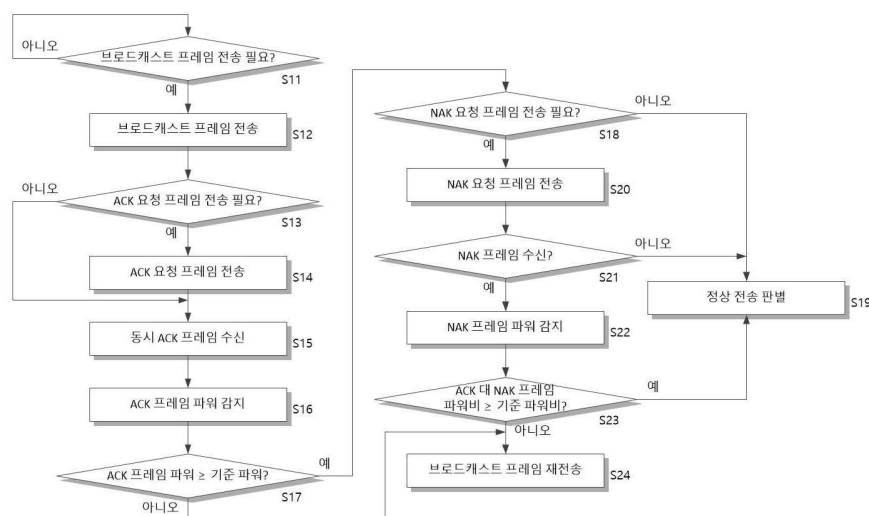 아니오
브로드캐스트 프레임 전송 필요?
S11
예
브로드캐스트 프레임 전송
S12
아니오
ACK 요청 프레임 전송 필요?
S13
예
ACK 요청 프레임 전송
S14
동시 ACK 프레임 수신
S15
ACK 프레임 파워 감지
S16
ACK 프레임 파워 ≥ 기준 파워?
예
S17
아니오
NAK 요청 프레임 전송 필요?
아니오
S18
예
NAK 요청 프레임 전송
S20
NAK 프레임 수신?
아니오
S21
예
정상 전송 판별
S19
NAK 프레임 파워 감지
S22
ACK 대 NAK 프레임
파워비 ≥ 기준 파워비?
예
S23
아니오
브로드캐스트 프레임 재전송
S24